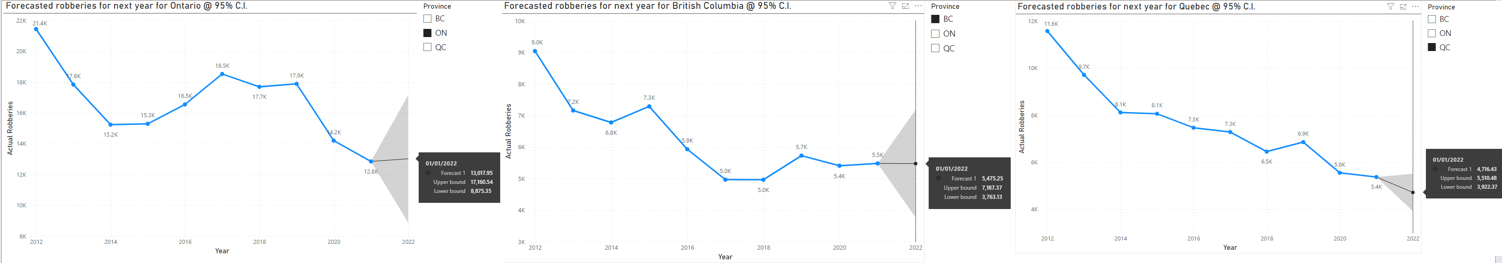 Forecasted robberies for next year for Ontario @ 95% C.I.
Province
BC
ON
QC
22K
20K
18K
16K
14K
12K
10K
8K
Actual Robberies
21.4K
17.8K
15.2K
15.3K
16.5K
18.5K
17.7K
17.9K
14.2K
12.8K
2012
2014
2016
2018
2020
2022
Year
01/01/2022
Forecast 1 13,017.95
Upper bound 17,160.54
Lower bound 8,875.35
Forecasted robberies for next year for British Columbia @ 95% C.I.
Province
BC
ON
QC
10K
9K
8K
7K
6K
5K
4K
3K
Actual Robberies
9.0K
7.2K
6.8K
7.3K
5.9K
5.0K
5.0K
5.7K
5.4K
5.5K
2012
2014
2016
2018
2020
2022
Year
01/01/2022
Forecast 1 5,475.25
Upper bound 7,187.37
Lower bound 3,763.13
Forecasted robberies for next year for Quebec @ 95% C.I.
Province
BC
ON
QC
12K
10K
8K
6K
4K
Actual Robberies
11.6K
9.7K
8.1K
8.1K
7.5K
7.3K
6.5K
6.9K
5.6K
5.4K
2012
2014
2016
2018
2020
2022
Year
01/01/2022
Forecast 1 4,716.43
Upper bound 5,510.48
Lower bound 3,922.37